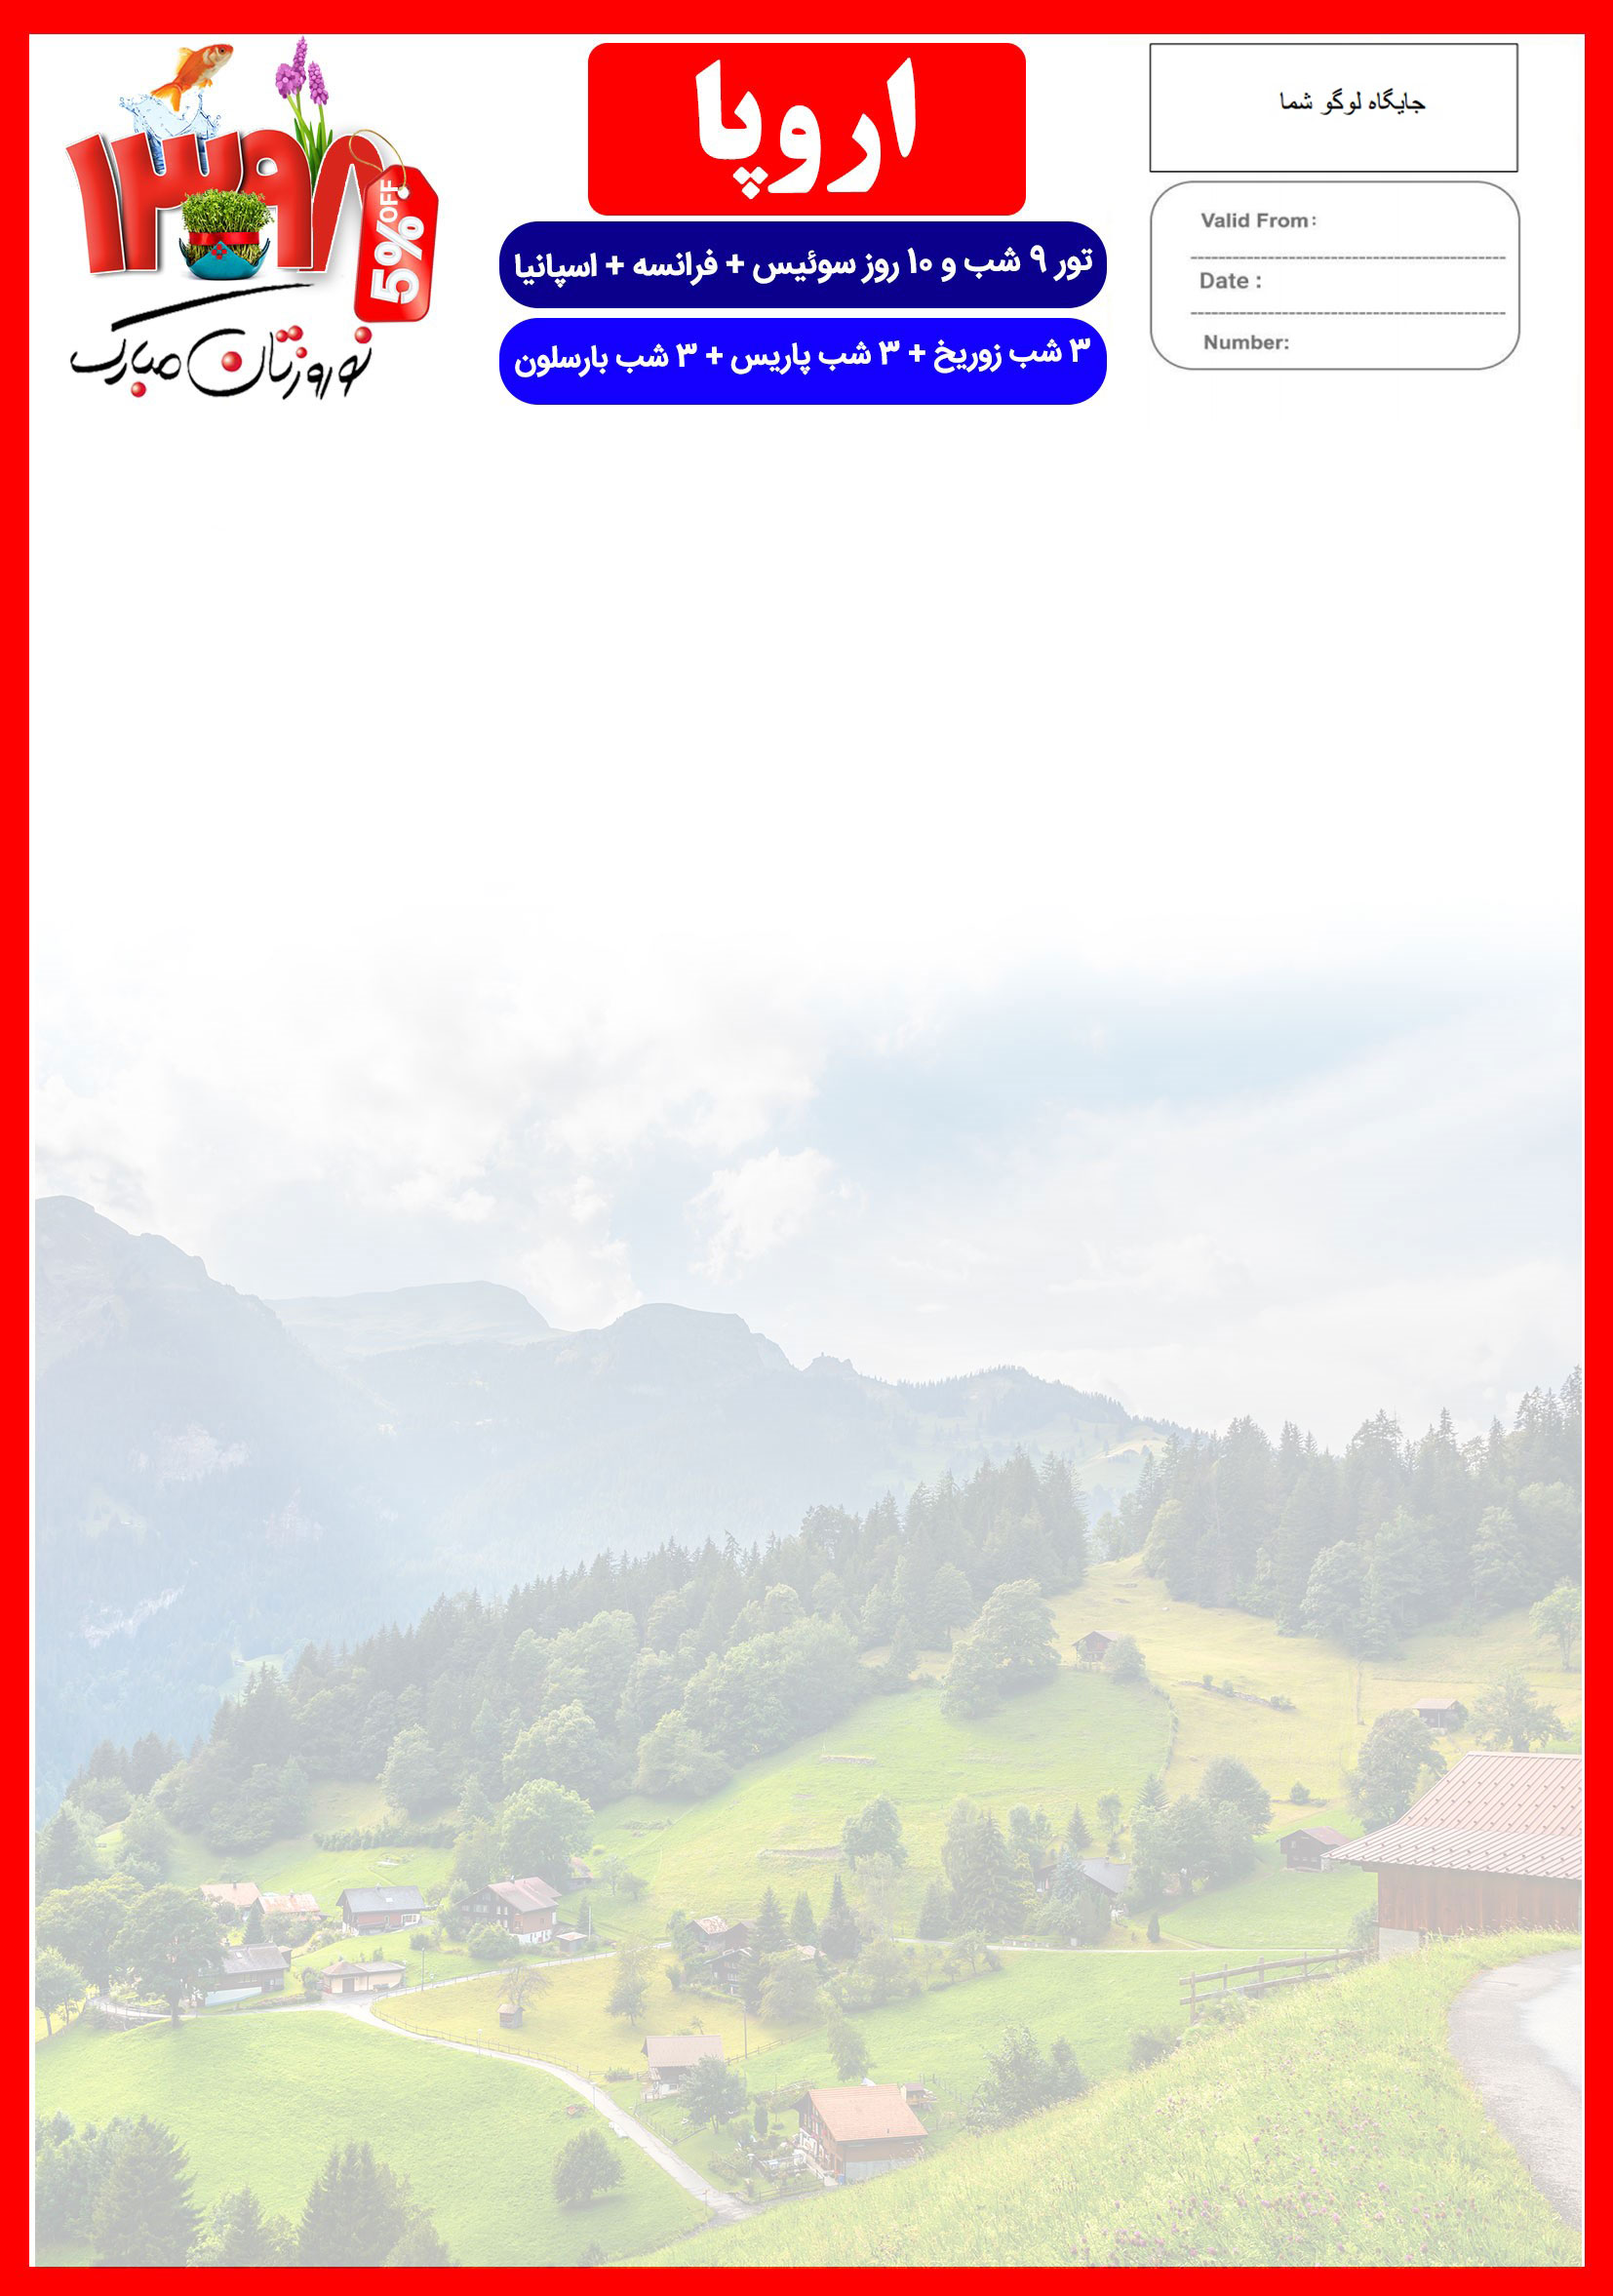 اروپا
جایگاه لوگو شما
۱۳۹۸
5% OFF
نوروزتان مبارک
تور ۹ شب و ۱۰ روز سوئیس + فرانسه + اسپانیا
۳ شب زوریخ + ۳ شب پاریس + ۳ شب بارسلون
Valid From:
Date :
Number: